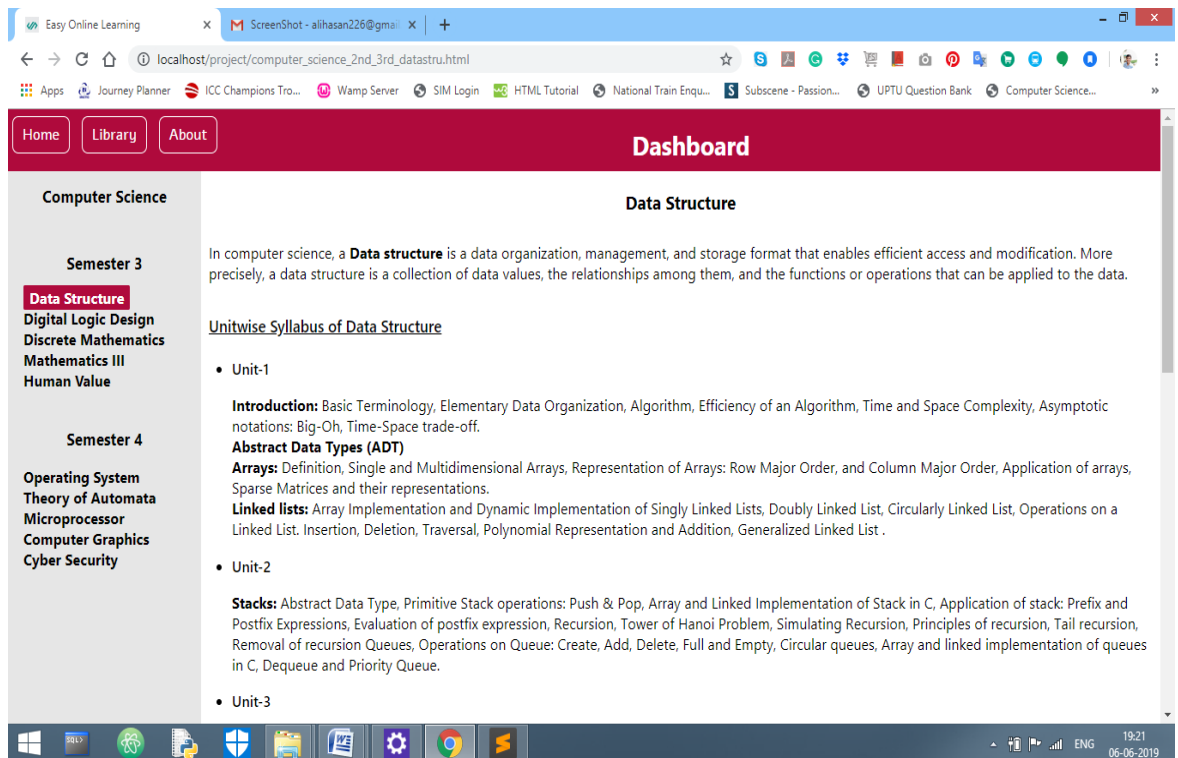 Easy Online Learning
ScreenShot - alihasan226@gmai
localhost/project/computer_science_2nd_3rd_datastru.html
Apps Journey Planner ICC Champions Tro... Wamp Server SIM Login HTML Tutorial National Train Enqu... Subscene - Passion... UPTU Question Bank Computer Science... »
Home Library About
Dashboard
Computer Science
Semester 3
Data Structure
Digital Logic Design
Discrete Mathematics
Mathematics III
Human Value
Semester 4
Operating System
Theory of Automata
Microprocessor
Computer Graphics
Cyber Security
Data Structure
In computer science, a Data structure is a data organization, management, and storage format that enables efficient access and modification. More
precisely, a data structure is a collection of data values, the relationships among them, and the functions or operations that can be applied to the data.
Unitwise Syllabus of Data Structure
• Unit-1
Introduction: Basic Terminology, Elementary Data Organization, Algorithm, Efficiency of an Algorithm, Time and Space Complexity, Asymptotic
notations: Big-Oh, Time-Space trade-off.
Abstract Data Types (ADT)
Arrays: Definition, Single and Multidimensional Arrays, Representation of Arrays: Row Major Order, and Column Major Order, Application of arrays,
Sparse Matrices and their representations.
Linked lists: Array Implementation and Dynamic Implementation of Singly Linked Lists, Doubly Linked List, Circularly Linked List, Operations on a
Linked List. Insertion, Deletion, Traversal, Polynomial Representation and Addition, Generalized Linked List .
• Unit-2
Stacks: Abstract Data Type, Primitive Stack operations: Push & Pop, Array and Linked Implementation of Stack in C, Application of stack: Prefix and
Postfix Expressions, Evaluation of postfix expression, Recursion, Tower of Hanoi Problem, Simulating Recursion, Principles of recursion, Tail recursion,
Removal of recursion Queues, Operations on Queue: Create, Add, Delete, Full and Empty, Circular queues, Array and linked implementation of queues
in C, Dequeue and Priority Queue.
• Unit-3
ENG
19:21
06-06-2019